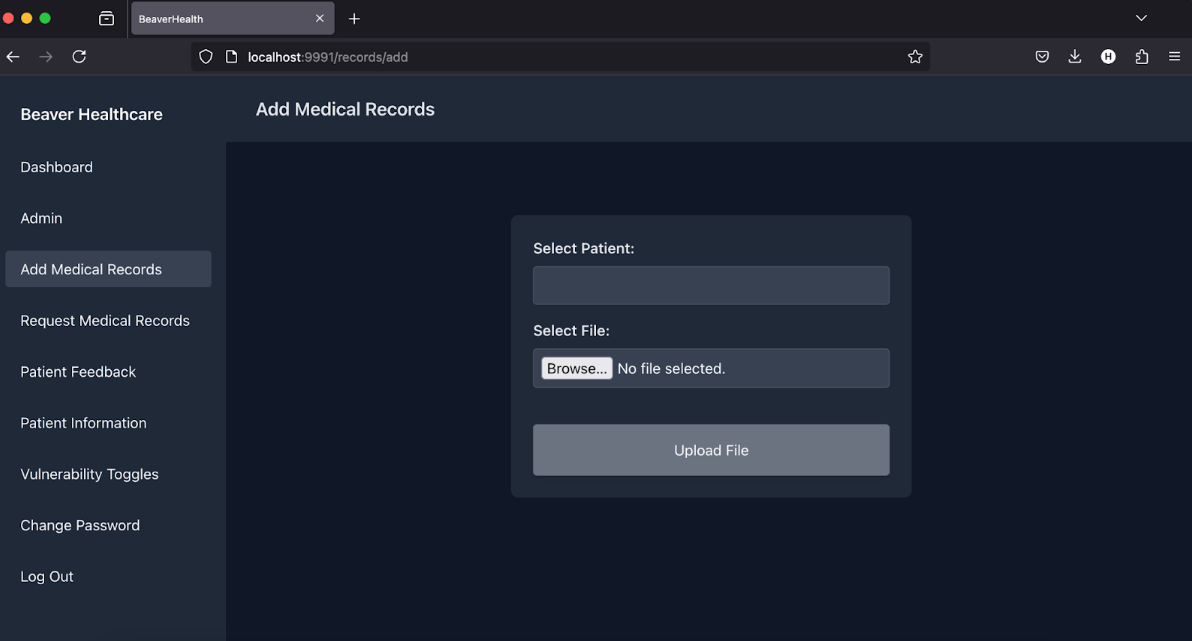 BeaverHealth
localhost:9991/records/add
H
Beaver Healthcare
Add Medical Records
Dashboard
Admin
Add Medical Records
Request Medical Records
Patient Feedback
Patient Information
Vulnerability Toggles
Change Password
Log Out
Select Patient:
Select File:
Browse... No file selected.
Upload File